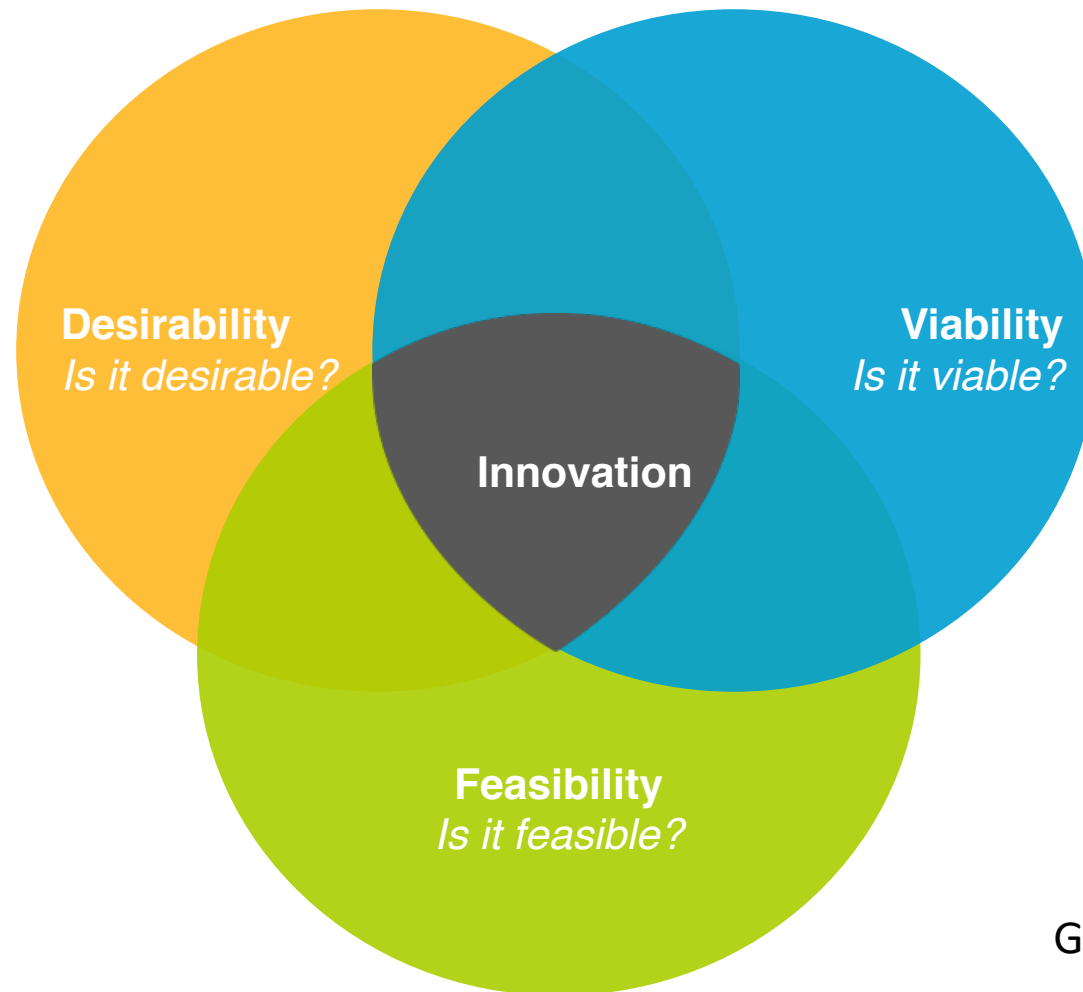 Desirability
Is it desirable?
Viability
Is it viable?
Innovation
Feasibility
Is it feasible?
G